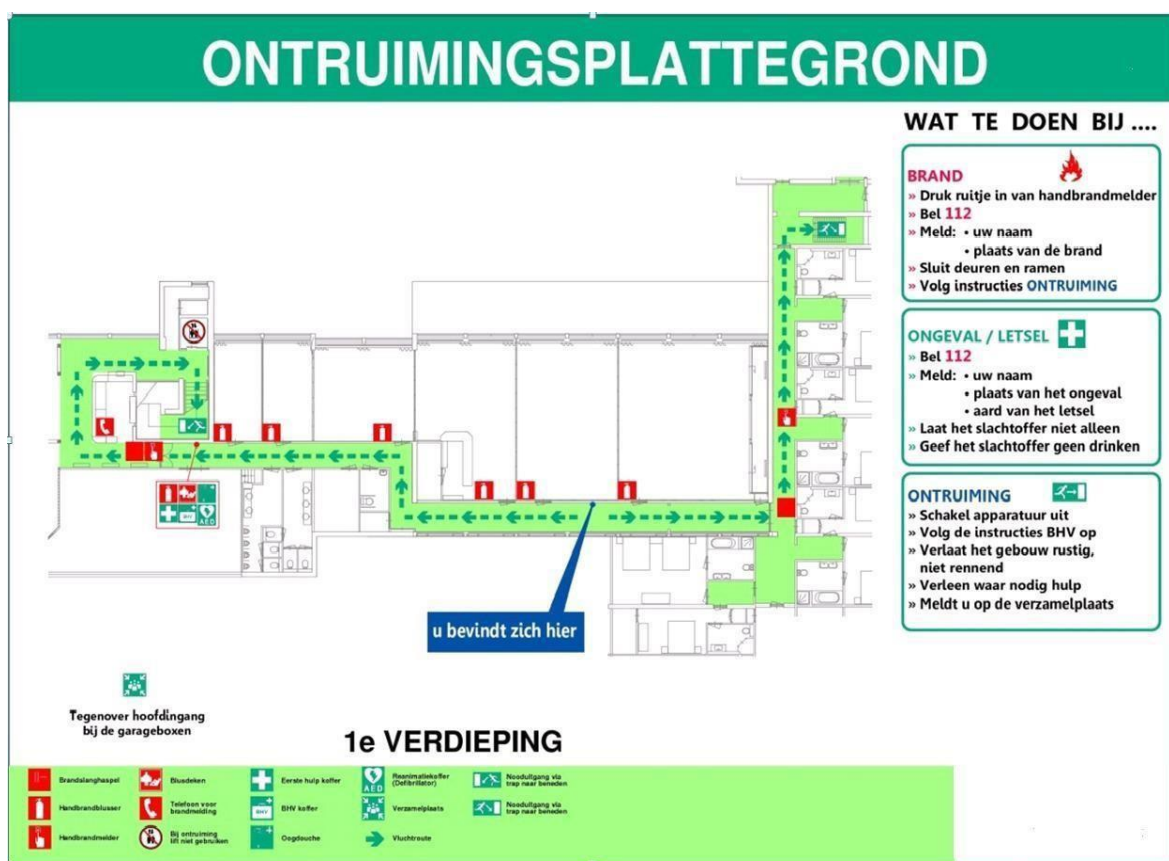 ONTRUIMINGSPLATTEGROND
WAT TE DOEN BIJ ....
BRAND
» Druk ruitje in van handbrandmelder
» Bel 112
» Meld: • uw naam
• plaats van de brand
» Sluit deuren en ramen
» Volg instructies ONTRUIMING
ONGEVAL / LETSEL
» Bel 112
» Meld: • uw naam
• plaats van het ongeval
• aard van het letsel
» Laat het slachtoffer niet alleen
» Geef het slachtoffer geen drinken
ONTRUIMING
» Schakel apparatuur uit
» Volg de instructies BHV op
» Verlaat het gebouw rustig,
niet rennend
» Verleen waar nodig hulp
» Meldt u op de verzamelplaats
BHV
AED
u bevindt zich hier
Tegenover hoofdingang
bij de garageboxen
1e VERDIEPING
Brandslanghaspel
Handbrandblusser
Handbrandmelder
Blusdeken
Telefoon voor
brandmelding
Bij ontruiming
lift niet gebruiken
Eerste hulp koffer
BHV
BHV koffer
Oogdouche
AED
Reanimatiekoffer
(Defibrillator)
Verzamelplaats
Vluchtroute
Nooduitgang via
trap naar beneden
Nooduitgang via
trap naar beneden